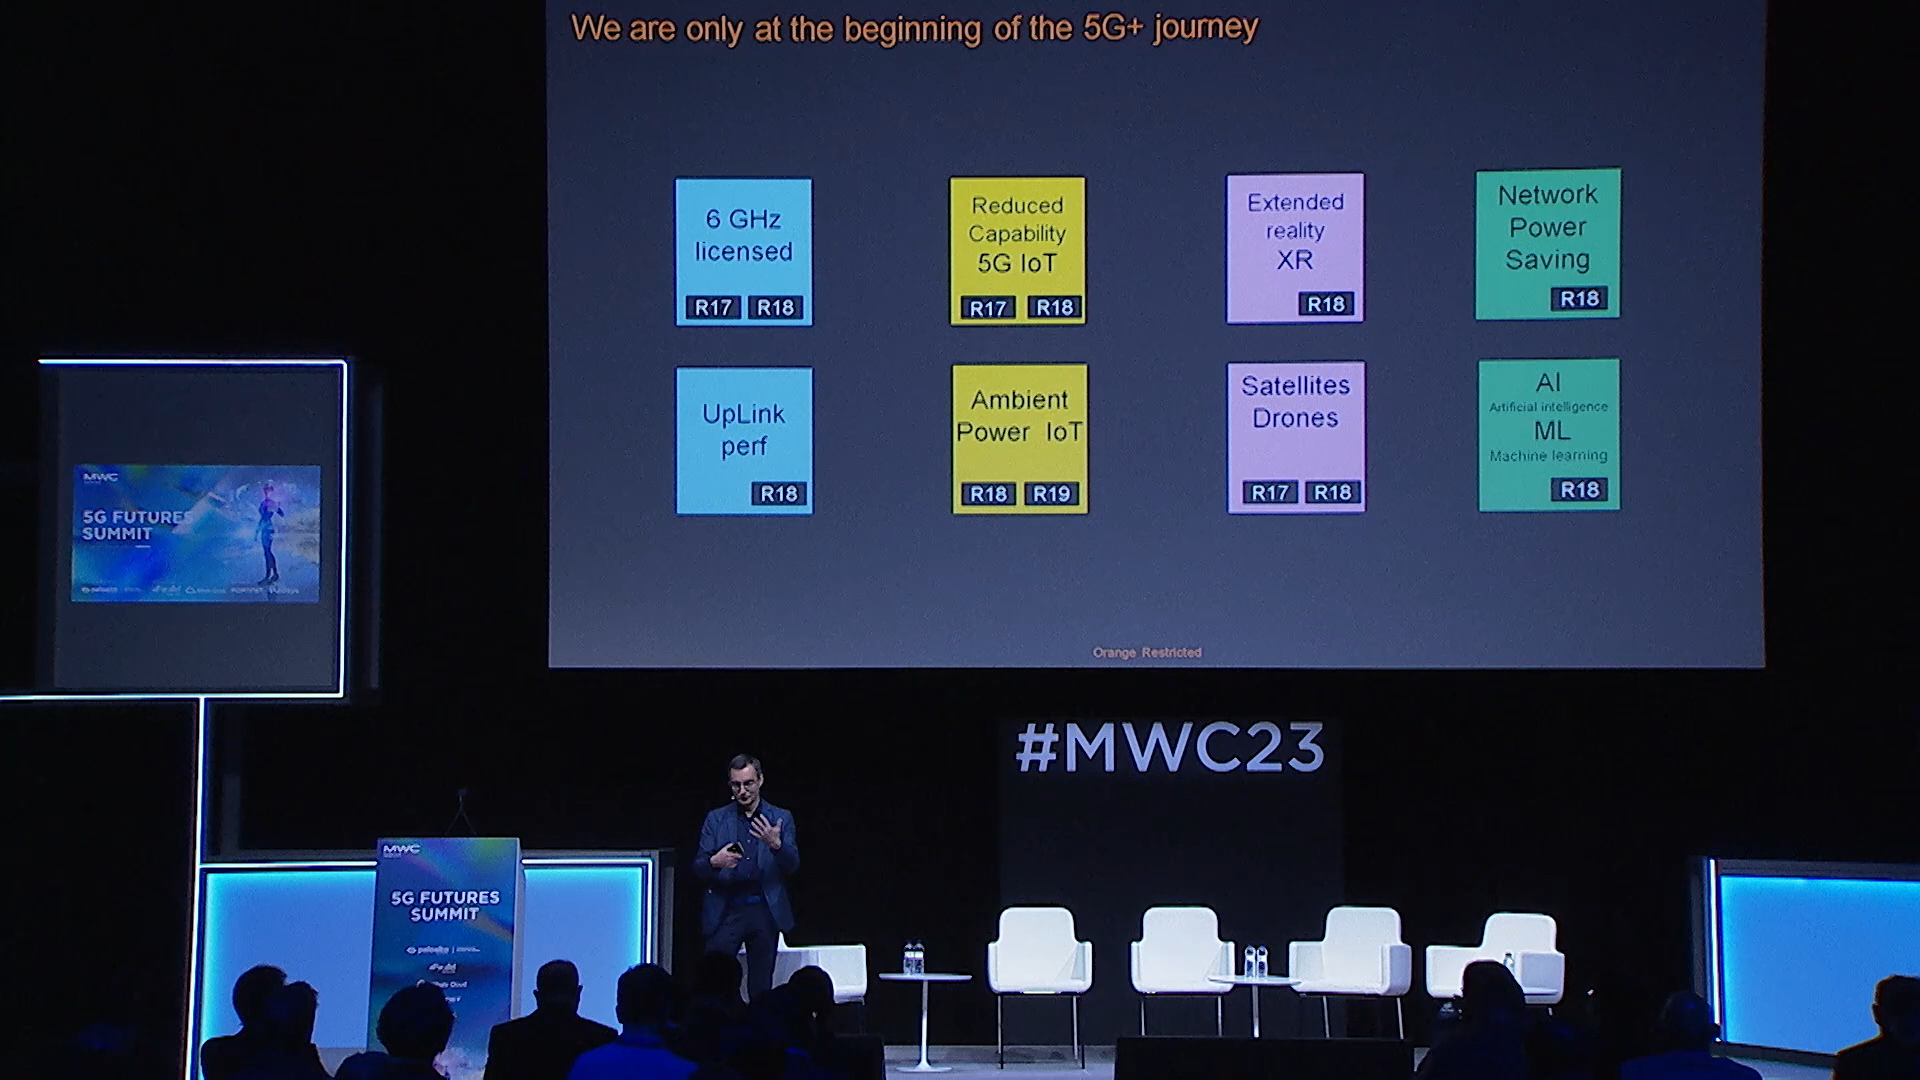 We are only at the beginning of the 5G+ journey
6 GHz
licensed
R17 R18
Reduced
Capability
5G IoT
R17 R18
Extended
reality
XR
R18
Network
Power
Saving
R18
UpLink
perf
R18
Ambient
Power IoT
R18 R19
Satellites
Drones
R17 R18
AI
Artificial intelligence
ML
Machine learning
R18
Orange Restricted
MWC
5G FUTURES
SUMMIT
#MWC23
MWC
5G FUTURES
SUMMIT